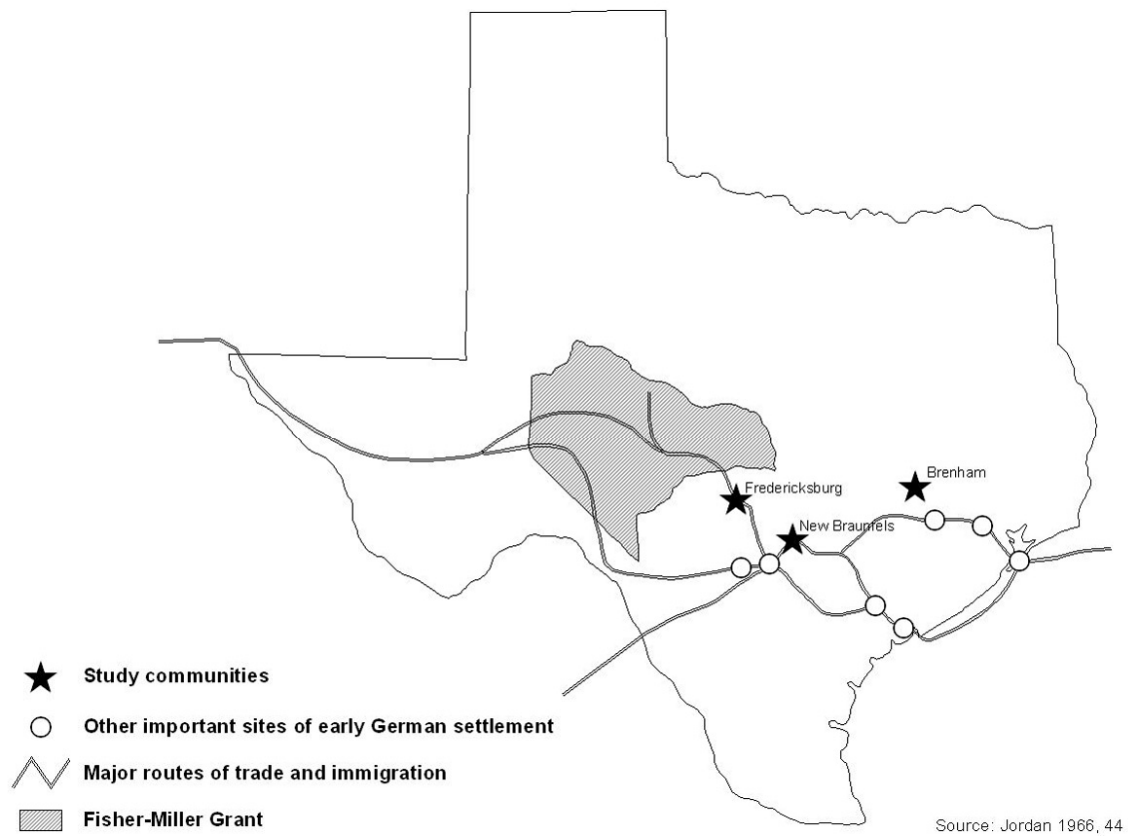 Brenham
Fredericksburg
New Braunfels
Study communities
Other important sites of early German settlement
Major routes of trade and immigration
Fisher-Miller Grant
Source: Jordan 1966, 44